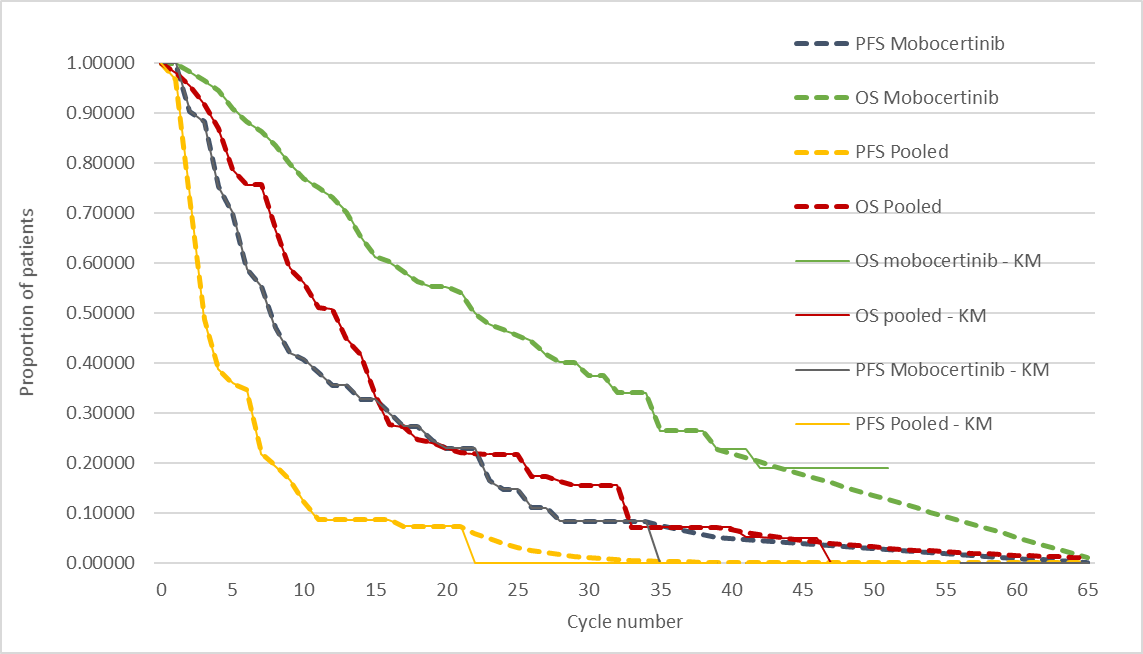 PFS Mobocertinib
OS Mobocertinib
PFS Pooled
OS Pooled
OS mobocertinib - KM
OS pooled - KM
PFS Mobocertinib - KM
PFS Pooled - KM
1.00000
0.90000
0.80000
0.70000
0.60000
0.50000
0.40000
0.30000
0.20000
0.10000
0.00000
Proportion of patients
0 5 10 15 20 25 30 35 40 45 50 55 60 65
Cycle number